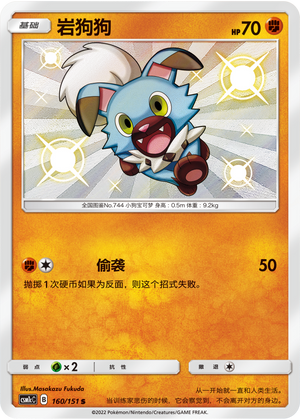 基础 岩狗狗 HP70
全国图鉴No.744 小狗宝可梦 身高：0.5m 体重：9.2kg
偷袭 50
抛掷1次硬币如果为反面，则这个招式失败。
弱点 ×2 抗性 撤退
Illus.Masakazu Fukuda
B 160/151 S
从一开始就一直和人类一起生活。
当训练家悲伤的时候，它会察觉到，不会离开对方的身边。
©2022 Pokémon/Nintendo/Creatures/GAME FREAK.